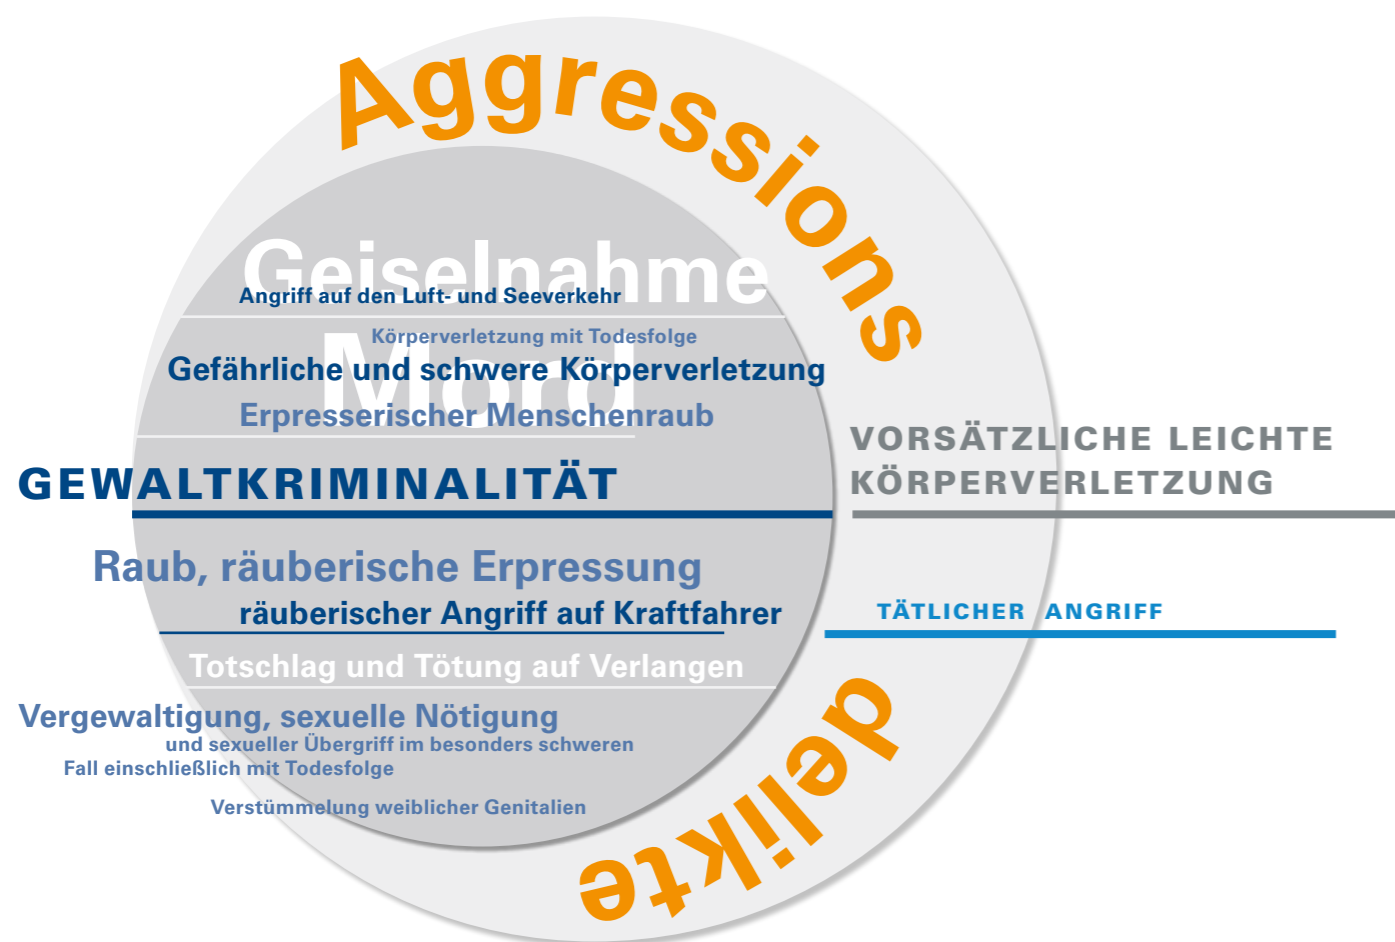 Aggressions
delikte
Geiselnahme
Angriff auf den Luft- und Seeverkehr
Mord
Körperverletzung mit Todesfolge
Gefährliche und schwere Körperverletzung
Erpresserischer Menschenraub
GEWALTKRIMINALITÄT
Raub, räuberische Erpressung
räuberischer Angriff auf Kraftfahrer
Totschlag und Tötung auf Verlangen
Vergewaltigung, sexuelle Nötigung
und sexueller Übergriff im besonders schweren
Fall einschließlich mit Todesfolge
Verstümmelung weiblicher Genitalien
VORSÄTZLICHE LEICHTE
KÖRPERVERLETZUNG
TÄTLICHER ANGRIFF